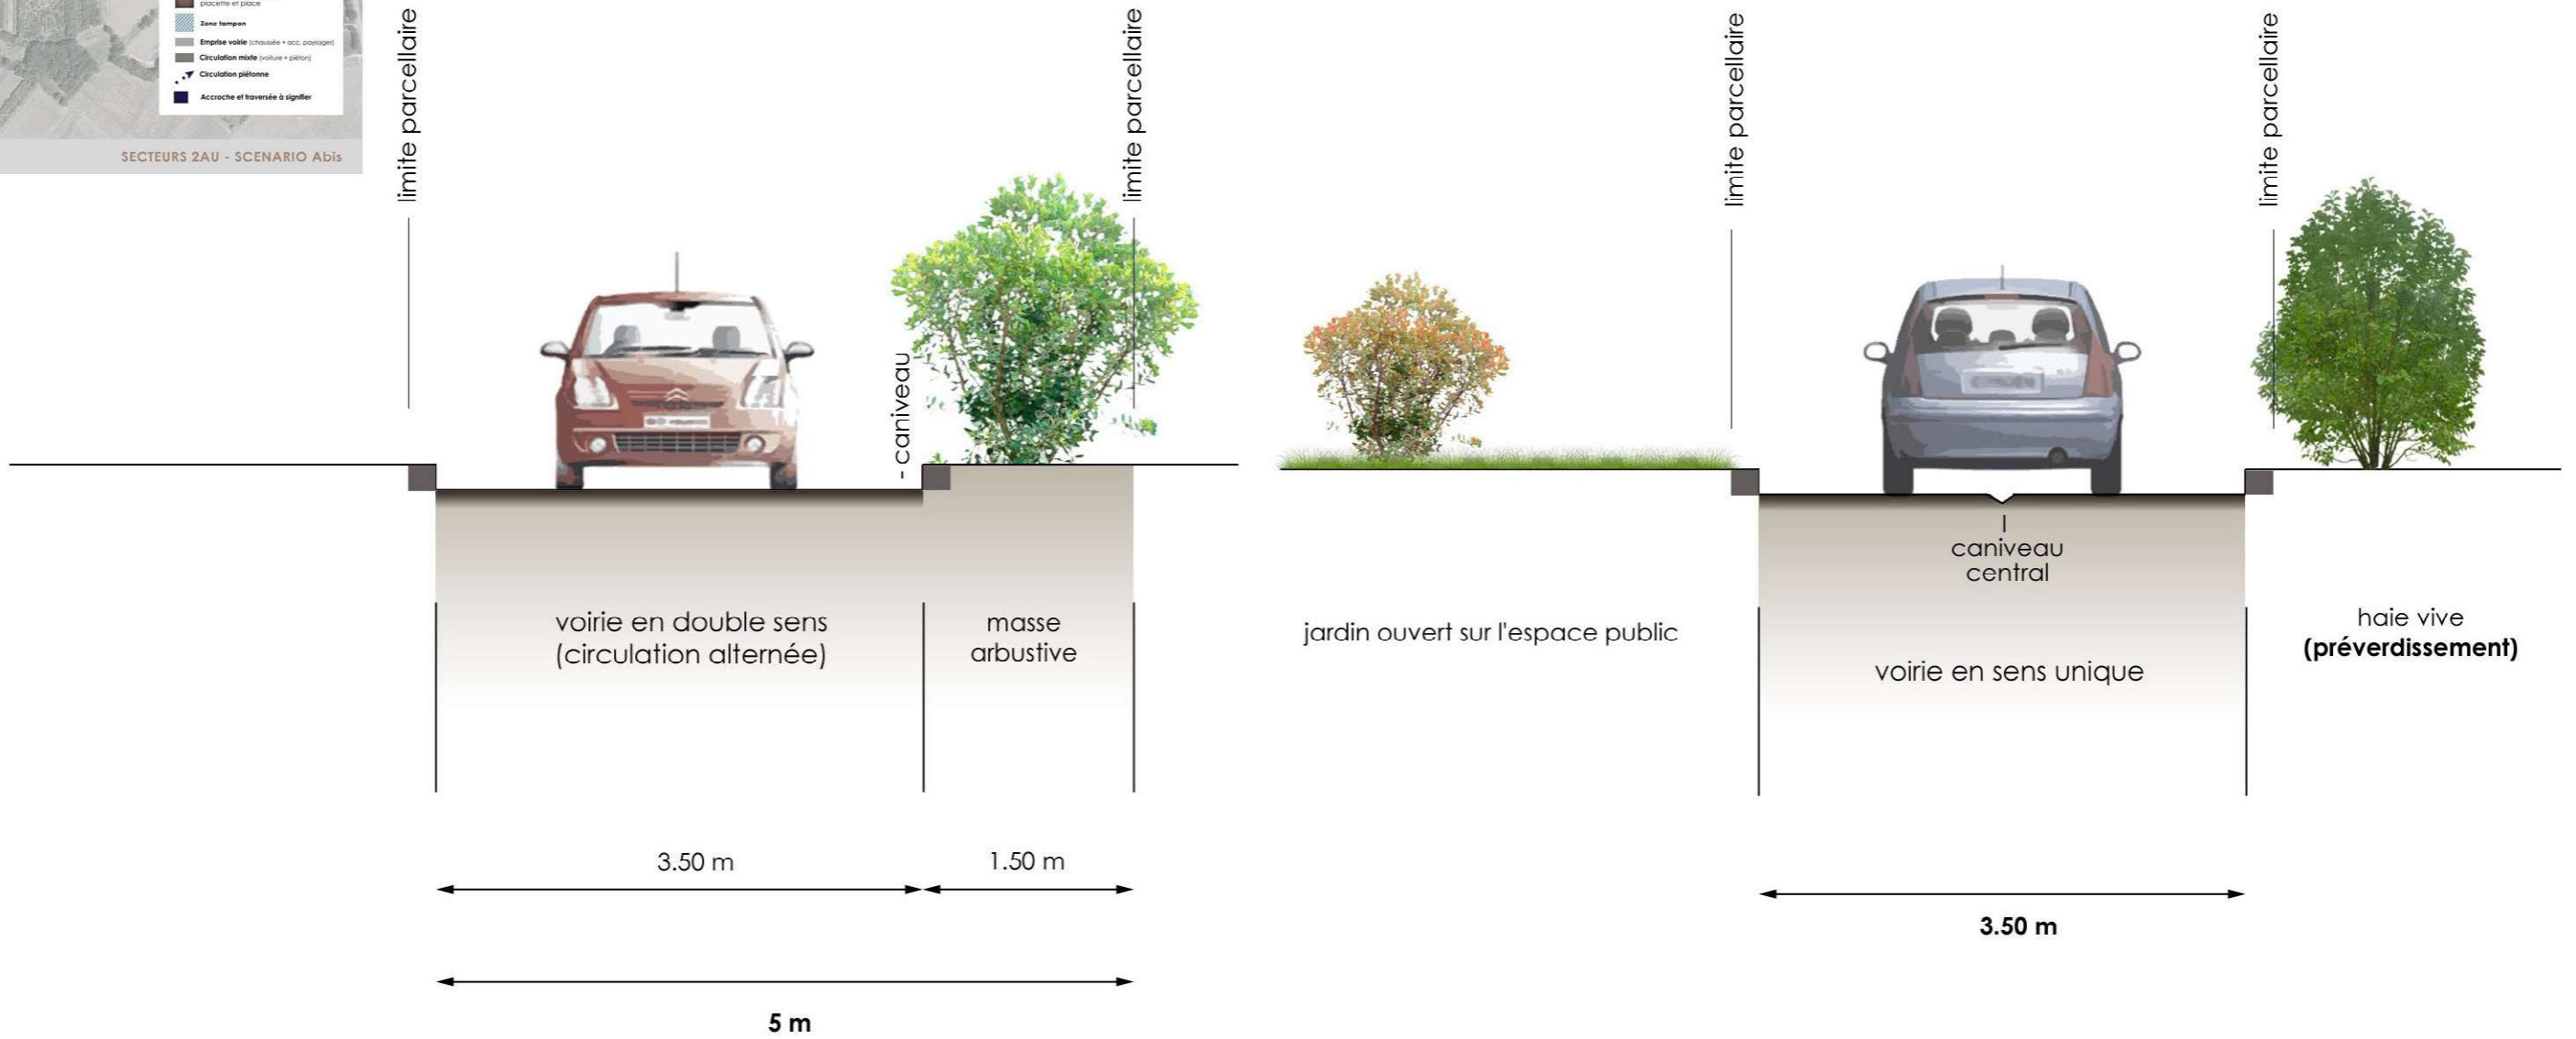 placette et place
Zone tampon
Emprise voirie (chaussée + acc. paysager)
Circulation mixte (voiture + piéton)
Circulation piétonne
Accroche et traversée à signifier
SECTEURS 2AU - SCENARIO Abis
limite parcellaire
limite parcellaire
- caniveau
voirie en double sens
(circulation alternée)
masse
arbustive
3.50 m
1.50 m
5 m
limite parcellaire
limite parcellaire
jardin ouvert sur l'espace public
caniveau
central
voirie en sens unique
haie vive
(préverdissement)
3.50 m